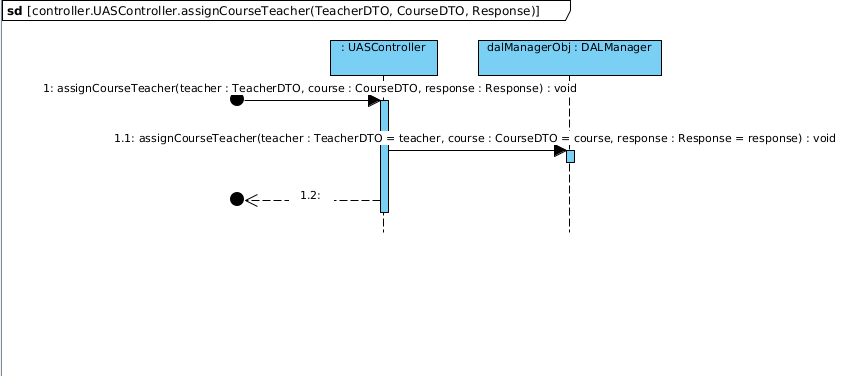 sd [controller.UASController.assignCourseTeacher(TeacherDTO, CourseDTO, Response)]
: UASController
dalManagerObj : DALManager
1: assignCourseTeacher(teacher : TeacherDTO, course : CourseDTO, response : Response) : void
1.1: assignCourseTeacher(teacher : TeacherDTO = teacher, course : CourseDTO = course, response : Response = response) : void
1.2: